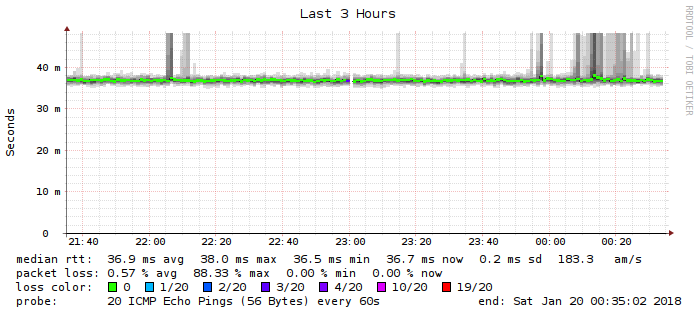 Last 3 Hours
RRDTOOL / TOBI OETIKER
Seconds
40 m
30 m
20 m
10 m
0
21:40 22:00 22:20 22:40 23:00 23:20 23:40 00:00 00:20
median rtt: 36.9 ms avg 38.0 ms max 36.5 ms min 36.7 ms now 0.2 ms sd 183.3 am/s
packet loss: 0.57 % avg 88.33 % max 0.00 % min 0.00 % now
loss color: 0 1/20 2/20 3/20 4/20 10/20 19/20
probe: 20 ICMP Echo Pings (56 Bytes) every 60s end: Sat Jan 20 00:35:02 2018